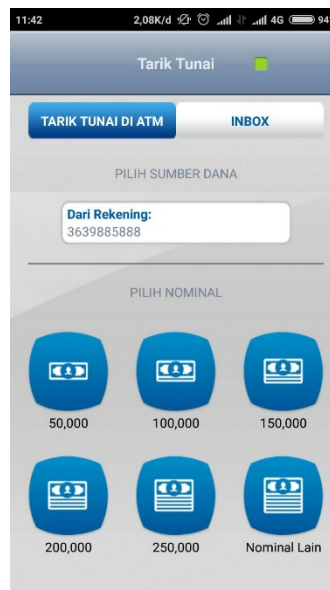 11:42 2,08K/d 4G 94
Tarik Tunai
TARIK TUNAI DI ATM INBOX
PILIH SUMBER DANA
Dari Rekening:
3639885888
PILIH NOMINAL
50,000 100,000 150,000
200,000 250,000 Nominal Lain